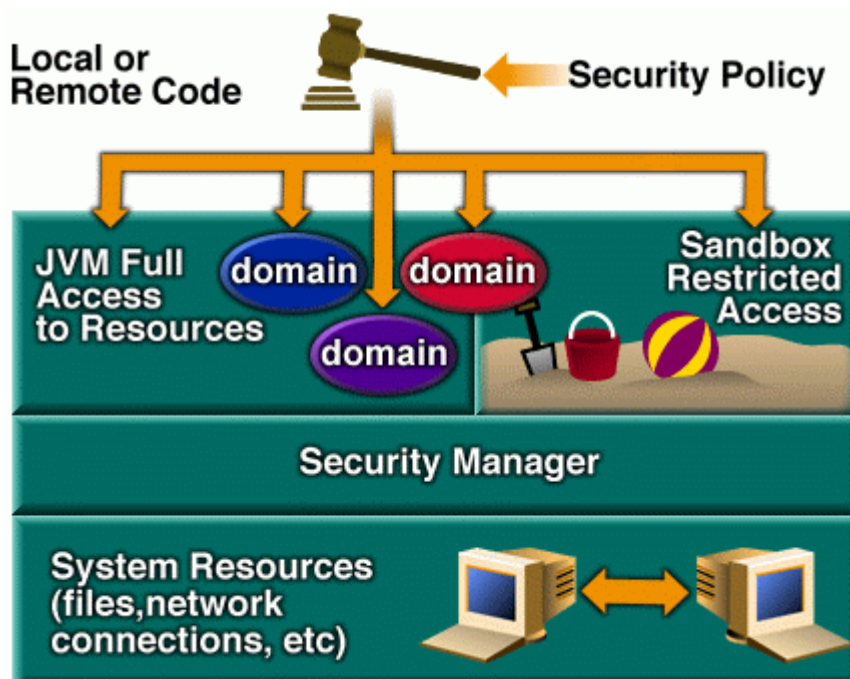 Local or
Remote Code
Security Policy
JVM Full
Access
to Resources
domain
domain
domain
Sandbox
Restricted
Access
Security Manager
System Resources
(files,network
connections, etc)